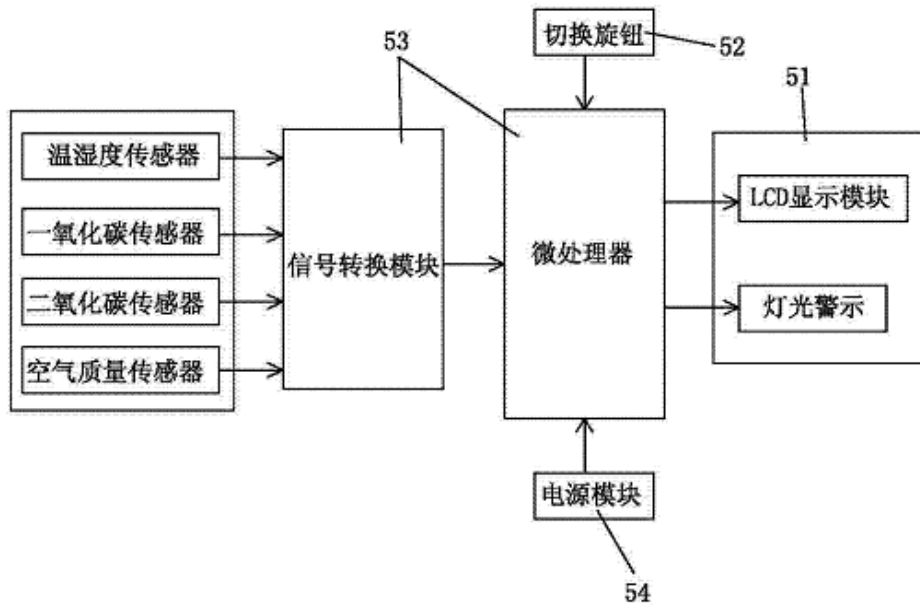 切换旋钮
52
53
51
温湿度传感器
一氧化碳传感器
二氧化碳传感器
空气质量传感器
信号转换模块
微处理器
LCD显示模块
灯光警示
电源模块
54